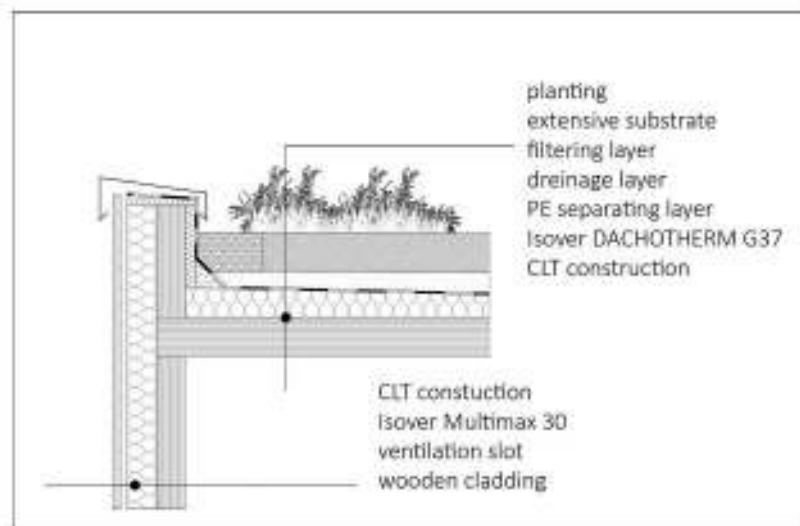 planting
extensive substrate
filtering layer
dreinage layer
PE separating layer
Isover DACHOTHERM G37
CLT construction
CLT constuction
Isover Multimax 30
ventilation slot
wooden cladding